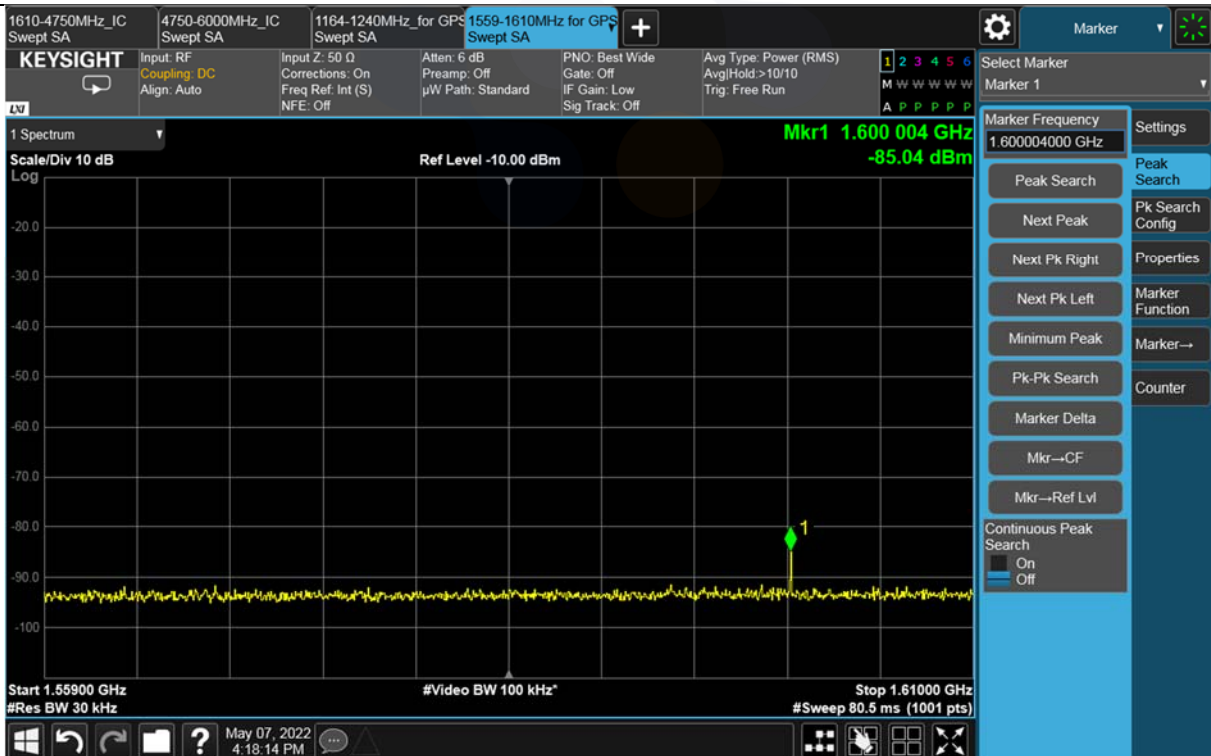 1610-4750MHz_IC
Swept SA
4750-6000MHz_IC
Swept SA
1164-1240MHz_for GPS
Swept SA
1559-1610MHz for GPS
Swept SA
Marker
KEYSIGHT
LXI
Input: RF
Coupling: DC
Align: Auto
Input Z: 50 Ω
Corrections: On
Freq Ref: Int (S)
NFE: Off
Atten: 6 dB
Preamp: Off
µW Path: Standard
PNO: Best Wide
Gate: Off
IF Gain: Low
Sig Track: Off
Avg Type: Power (RMS)
Avg|Hold:>10/10
Trig: Free Run
1 2 3 4 5 6
M W W W W W
A P P P P P
Select Marker
Marker 1
1 Spectrum
Scale/Div 10 dB
Log
Ref Level -10.00 dBm
Mkr1 1.600 004 GHz
-85.04 dBm
-20.0
-30.0
-40.0
-50.0
-60.0
-70.0
-80.0
-90.0
-100
1
Start 1.55900 GHz
#Res BW 30 kHz
#Video BW 100 kHz*
Stop 1.61000 GHz
#Sweep 80.5 ms (1001 pts)
Marker Frequency
1.600004000 GHz
Peak Search
Next Peak
Next Pk Right
Next Pk Left
Minimum Peak
Pk-Pk Search
Marker Delta
Mkr→CF
Mkr→Ref Lvl
Continuous Peak
Search
On
Off
Settings
Peak
Search
Pk Search
Config
Properties
Marker
Function
Marker→
Counter
?
May 07, 2022
4:18:14 PM